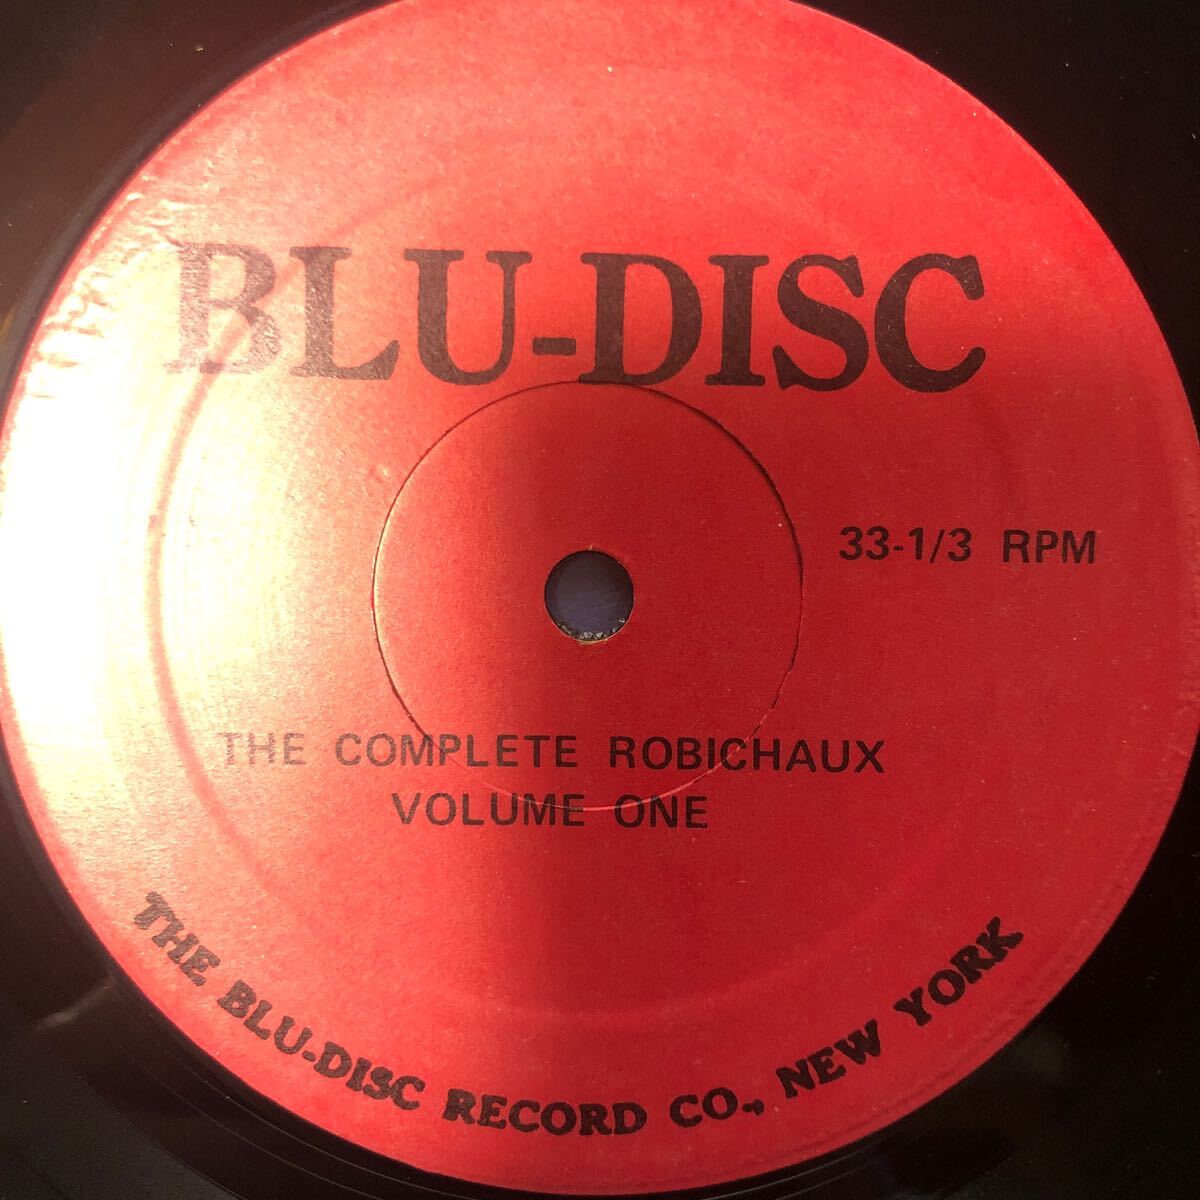 BLU-DISC
33-1/3 RPM
THE COMPLETE ROBICHAUX
VOLUME ONE
THE BLU-DISC RECORD CO., NEW YORK